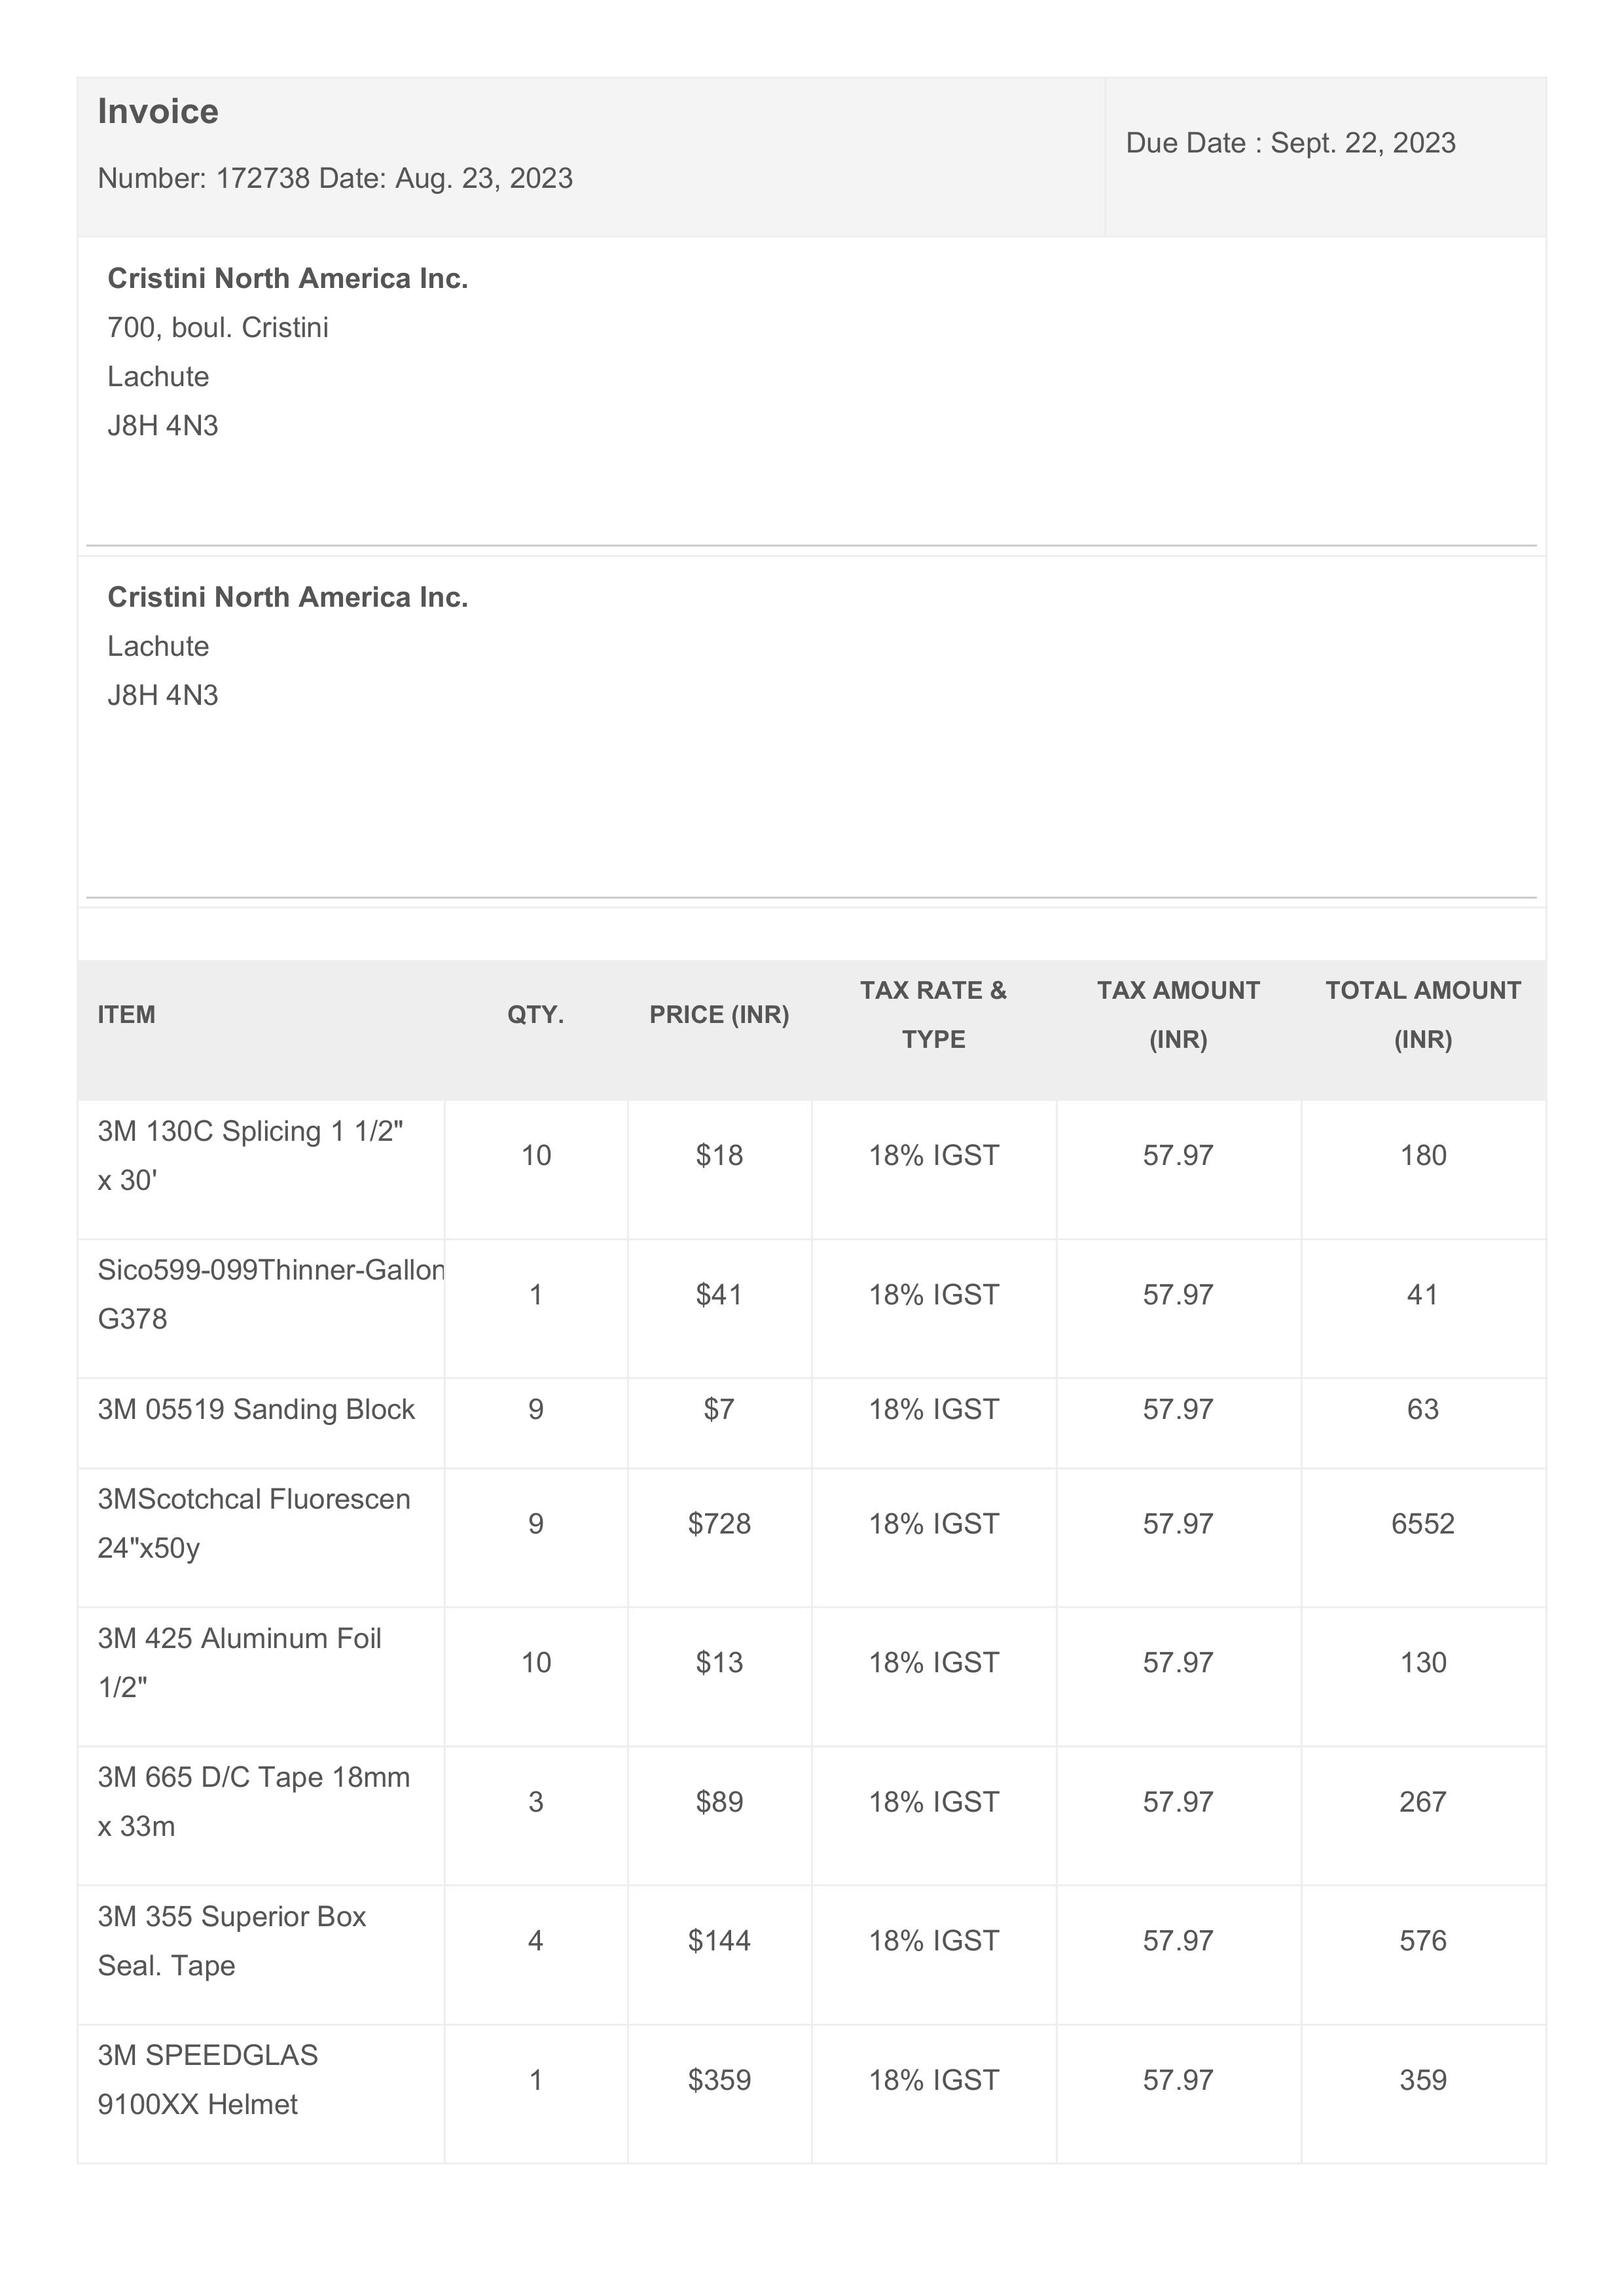 Invoice
Number: 172738 Date: Aug. 23, 2023
Due Date : Sept. 22, 2023
Cristini North America Inc.
700, boul. Cristini
Lachute
J8H 4N3
Cristini North America Inc.
Lachute
J8H 4N3
ITEM QTY. PRICE (INR) TAX RATE & TYPE TAX AMOUNT (INR) TOTAL AMOUNT (INR)
3M 130C Splicing 1 1/2"
x 30'
10 $18 18% IGST 57.97 180
Sico599-099Thinner-Gallon
G378
1 $41 18% IGST 57.97 41
3M 05519 Sanding Block 9 $7 18% IGST 57.97 63
3MScotchcal Fluorescen
24"x50y
9 $728 18% IGST 57.97 6552
3M 425 Aluminum Foil
1/2"
10 $13 18% IGST 57.97 130
3M 665 D/C Tape 18mm
x 33m
3 $89 18% IGST 57.97 267
3M 355 Superior Box
Seal. Tape
4 $144 18% IGST 57.97 576
3M SPEEDGLAS
9100XX Helmet
1 $359 18% IGST 57.97 359